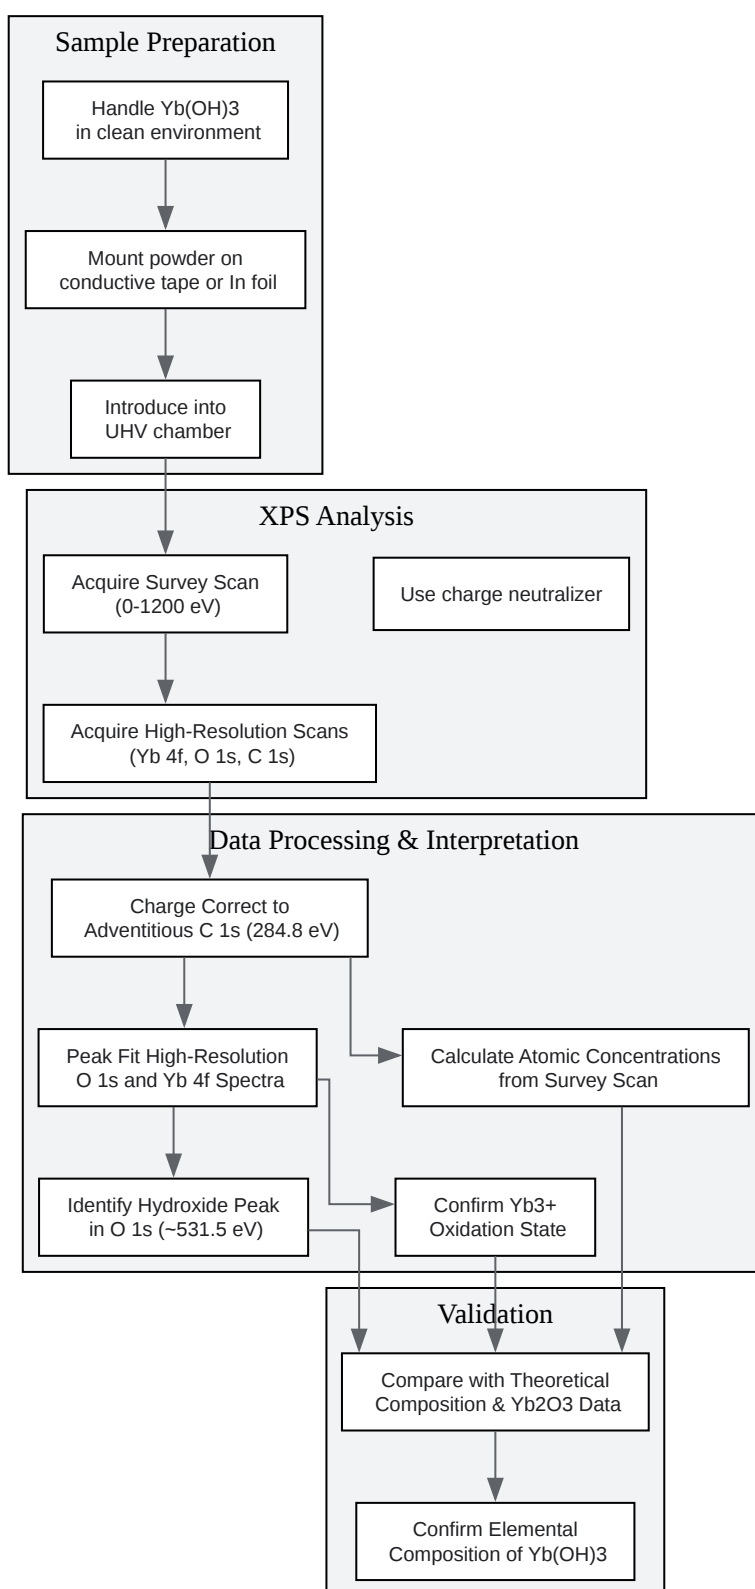 Sample Preparation
Handle Yb(OH)3
in clean environment
Mount powder on
conductive tape or In foil
Introduce into
UHV chamber
XPS Analysis
Acquire Survey Scan
(0-1200 eV)
Use charge neutralizer
Acquire High-Resolution Scans
(Yb 4f, O 1s, C 1s)
Data Processing & Interpretation
Charge Correct to
Adventitious C 1s (284.8 eV)
Peak Fit High-Resolution
O 1s and Yb 4f Spectra
Calculate Atomic Concentrations
from Survey Scan
Identify Hydroxide Peak
in O 1s (~531.5 eV)
Confirm Yb3+
Oxidation State
Validation
Compare with Theoretical
Composition & Yb2O3 Data
Confirm Elemental
Composition of Yb(OH)3